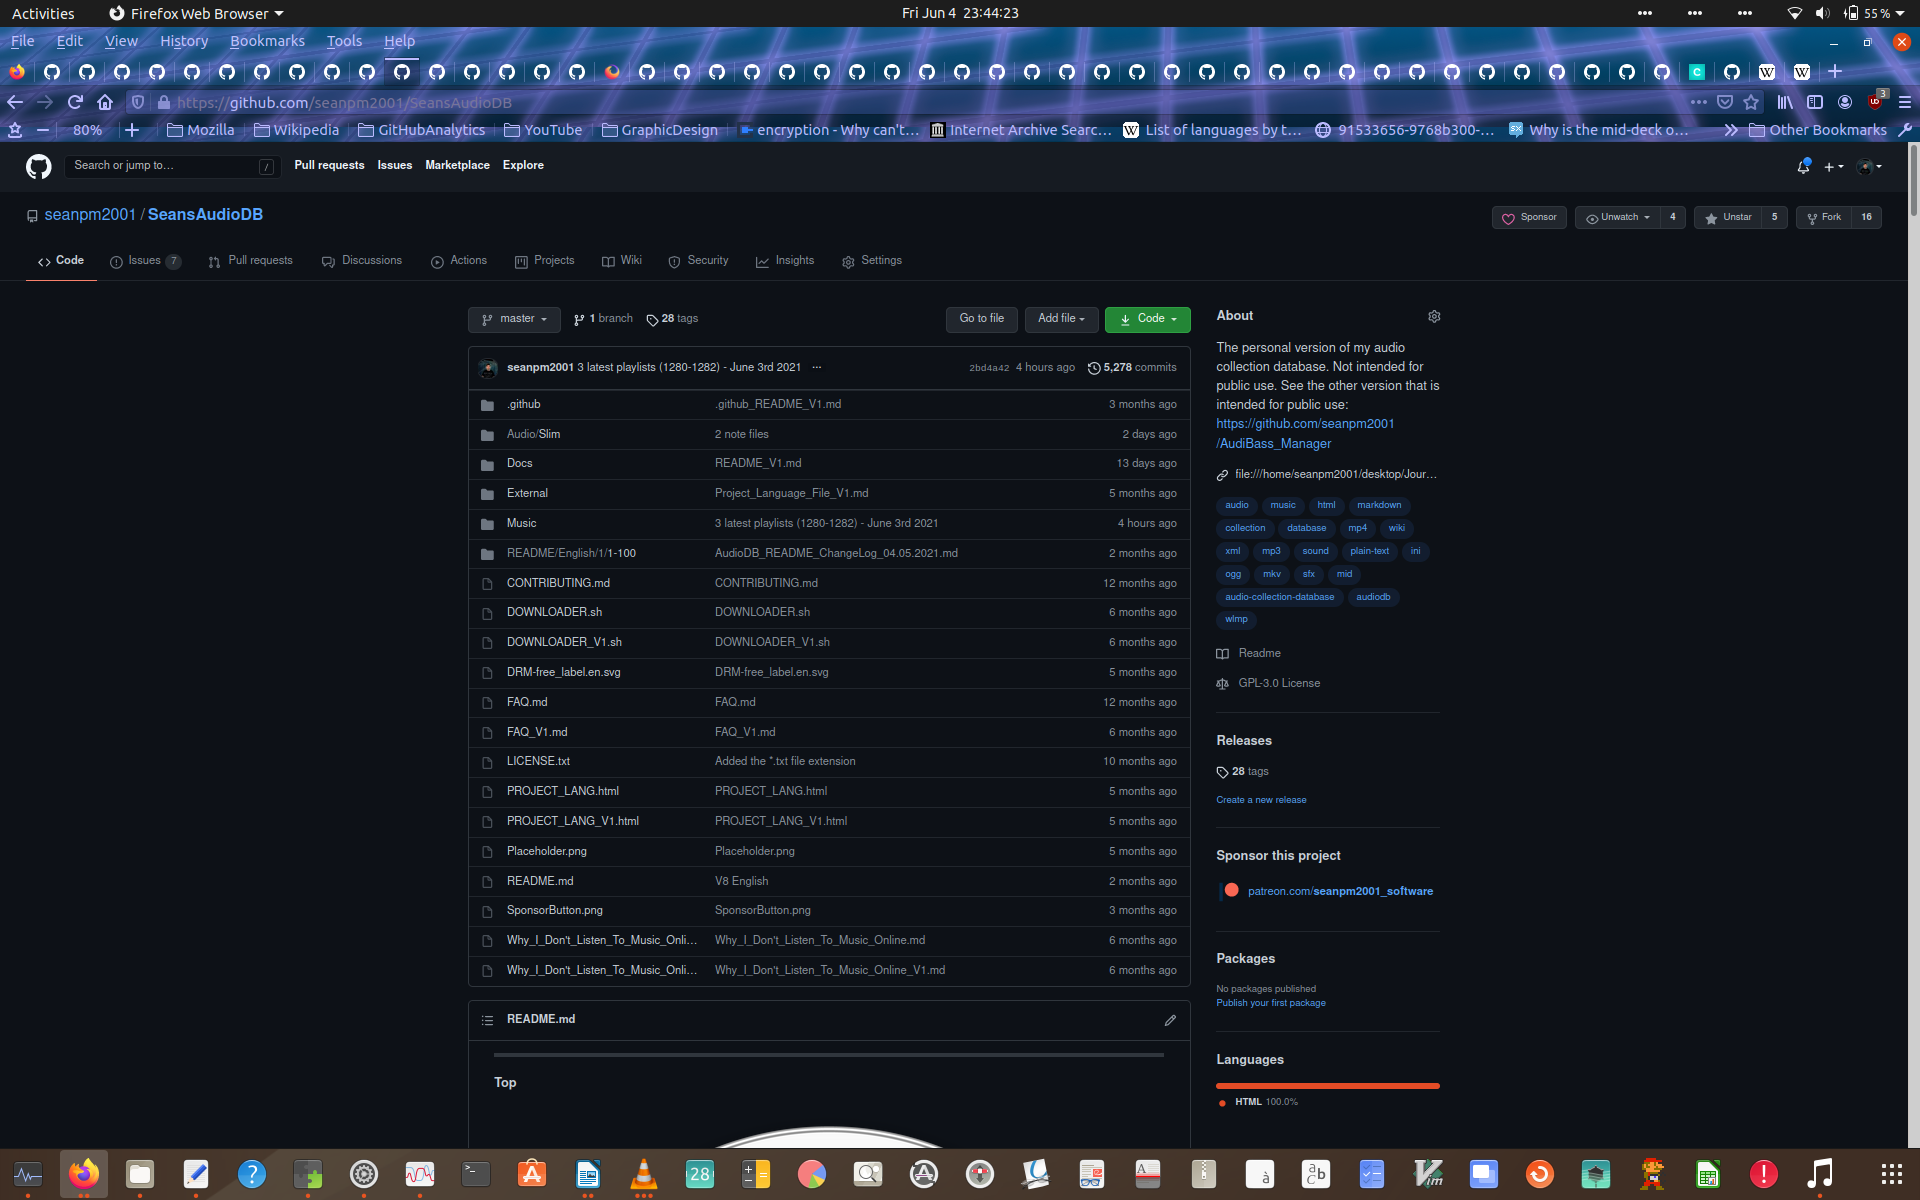 Activities
Firefox Web Browser
Fri Jun 4 23:44:23
55 %
File Edit View History Bookmarks Tools Help
https://github.com/seanpm2001/SeansAudioDB
3
80%
Mozilla
Wikipedia
GitHubAnalytics
YouTube
GraphicDesign
encryption - Why can't…
Internet Archive Searc…
List of languages by t…
91533656-9768b300-…
Why is the mid-deck o…
Other Bookmarks
Search or jump to…
/
Pull requests Issues Marketplace Explore
seanpm2001 / SeansAudioDB
Sponsor
Unwatch 4
Unstar 5
Fork 16
Code
Issues 7
Pull requests
Discussions
Actions
Projects
Wiki
Security
Insights
Settings
master
1 branch
28 tags
Go to file
Add file
Code
seanpm2001 3 latest playlists (1280-1282) - June 3rd 2021 ···
2bd4a42 4 hours ago 5,278 commits
.github .github_README_V1.md 3 months ago
Audio/Slim 2 note files 2 days ago
Docs README_V1.md 13 days ago
External Project_Language_File_V1.md 5 months ago
Music 3 latest playlists (1280-1282) - June 3rd 2021 4 hours ago
README/English/1/1-100 AudioDB_README_ChangeLog_04.05.2021.md 2 months ago
CONTRIBUTING.md CONTRIBUTING.md 12 months ago
DOWNLOADER.sh DOWNLOADER.sh 6 months ago
DOWNLOADER_V1.sh DOWNLOADER_V1.sh 6 months ago
DRM-free_label.en.svg DRM-free_label.en.svg 5 months ago
FAQ.md FAQ.md 12 months ago
FAQ_V1.md FAQ_V1.md 6 months ago
LICENSE.txt Added the *.txt file extension 10 months ago
PROJECT_LANG.html PROJECT_LANG.html 5 months ago
PROJECT_LANG_V1.html PROJECT_LANG_V1.html 5 months ago
Placeholder.png Placeholder.png 5 months ago
README.md V8 English 2 months ago
SponsorButton.png SponsorButton.png 3 months ago
Why_I_Don't_Listen_To_Music_Onli… Why_I_Don't_Listen_To_Music_Online.md 6 months ago
Why_I_Don't_Listen_To_Music_Onli… Why_I_Don't_Listen_To_Music_Online_V1.md 6 months ago
README.md
Top
About
The personal version of my audio
collection database. Not intended for
public use. See the other version that is
intended for public use:
https://github.com/seanpm2001
/AudiBass_Manager
file:///home/seanpm2001/desktop/Jour…
audio music html markdown
collection database mp4 wiki
xml mp3 sound plain-text ini
ogg mkv sfx mid
audio-collection-database audiodb
wlmp
Readme
GPL-3.0 License
Releases
28 tags
Create a new release
Sponsor this project
patreon.com/seanpm2001_software
Packages
No packages published
Publish your first package
Languages
HTML 100.0%
28